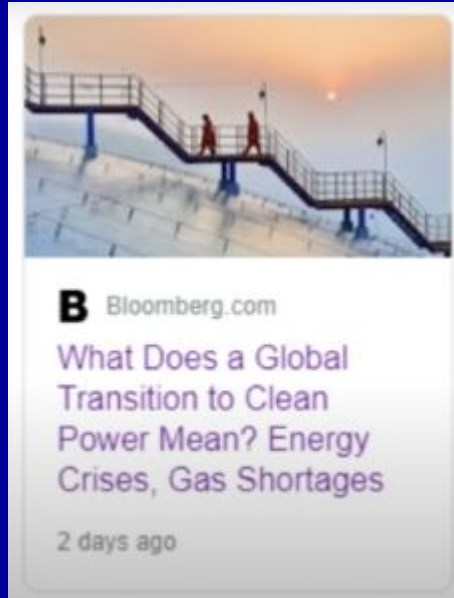 B Bloomberg.com
What Does a Global
Transition to Clean
Power Mean? Energy
Crises, Gas Shortages
2 days ago